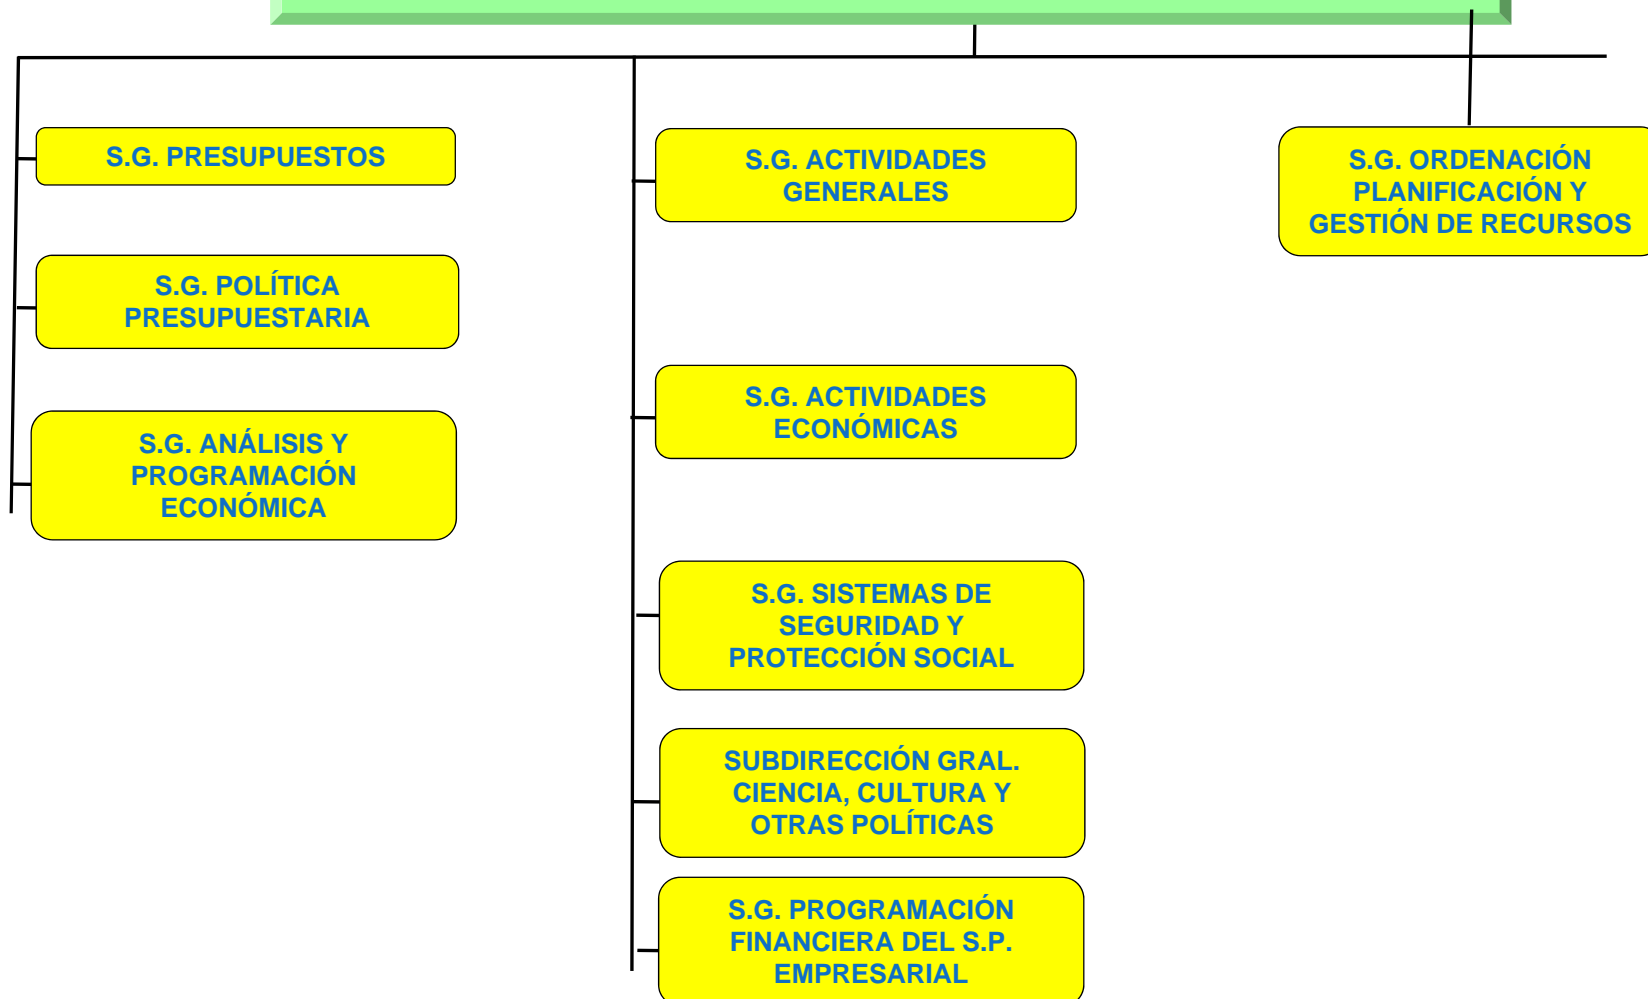 S.G. PRESUPUESTOS
S.G. POLÍTICA
PRESUPUESTARIA
S.G. ANÁLISIS Y
PROGRAMACIÓN
ECONÓMICA
S.G. ACTIVIDADES
GENERALES
S.G. ACTIVIDADES
ECONÓMICAS
S.G. SISTEMAS DE
SEGURIDAD Y
PROTECCIÓN SOCIAL
SUBDIRECCIÓN GRAL.
CIENCIA, CULTURA Y
OTRAS POLÍTICAS
S.G. PROGRAMACIÓN
FINANCIERA DEL S.P.
EMPRESARIAL
S.G. ORDENACIÓN
PLANIFICACIÓN Y
GESTIÓN DE RECURSOS